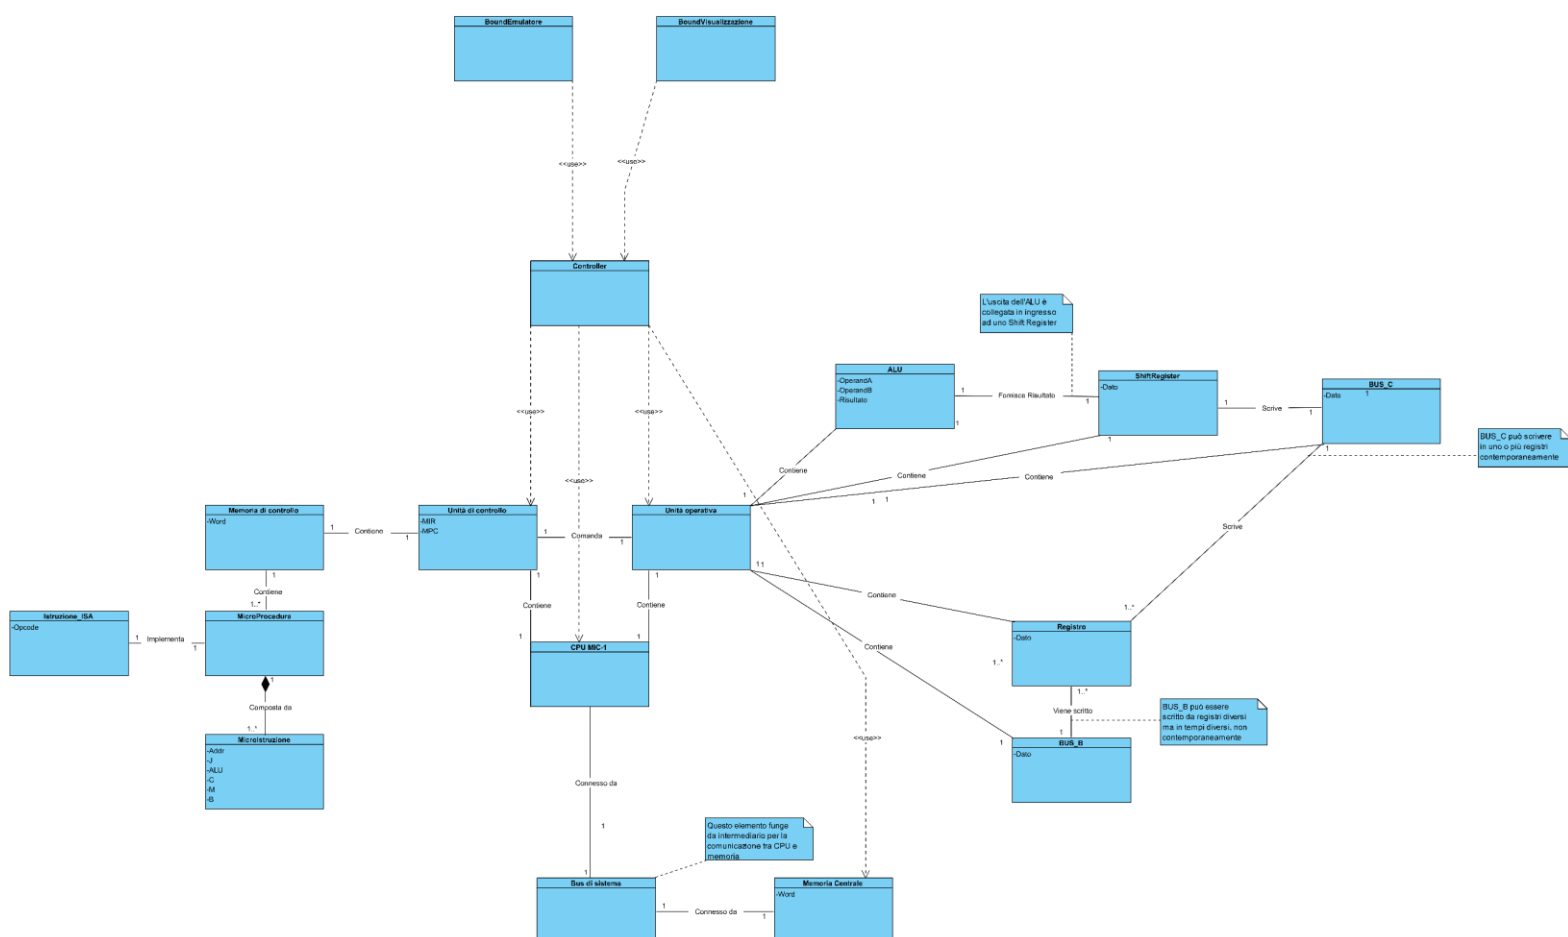 BoundEmulatore
BoundVisualizzazione
<<use>>
<<use>>
Controller
L'uscita dell'ALU è
collegata in ingresso
ad uno Shift Register
ALU
-OperandA
-OperandB
-Risultato
1
1
Fornisce Risultato
1
ShiftRegister
-Dato
1
1
Scrive
1
BUS_C
-Dato
1
1
BUS_C può scrivere
in uno o più registri
contemporaneamente
<<use>>
<<use>>
<<use>>
Contiene
Contiene
Contiene
1
1
1
Scrive
1..*
Memoria di controllo
-Word
1
Contiene
1
Unità di controllo
-MIR
-MPC
1
Comanda
1
Unità operativa
1
Contiene
1..*
1
Contiene
1
1
Contiene
1
11
Contiene
1..*
Contiene
1
Istruzione_ISA
-Opcode
1
Implementa
1
MicroProcedura
1
Composta da
1..*
Microistruzione
-Addr
-J
-ALU
-C
-M
-B
CPU MIC-1
Registro
-Dato
1..*
Viene scritto
1
BUS_B
-Dato
BUS_B può essere
scritto da registri diversi
ma in tempi diversi, non
contemporaneamente
<<use>>
Connesso da
1
1
Questo elemento funge
da intermediario per la
comunicazione tra CPU e
memoria
Bus di sistema
1
Connesso da
1
Memoria Centrale
-Word